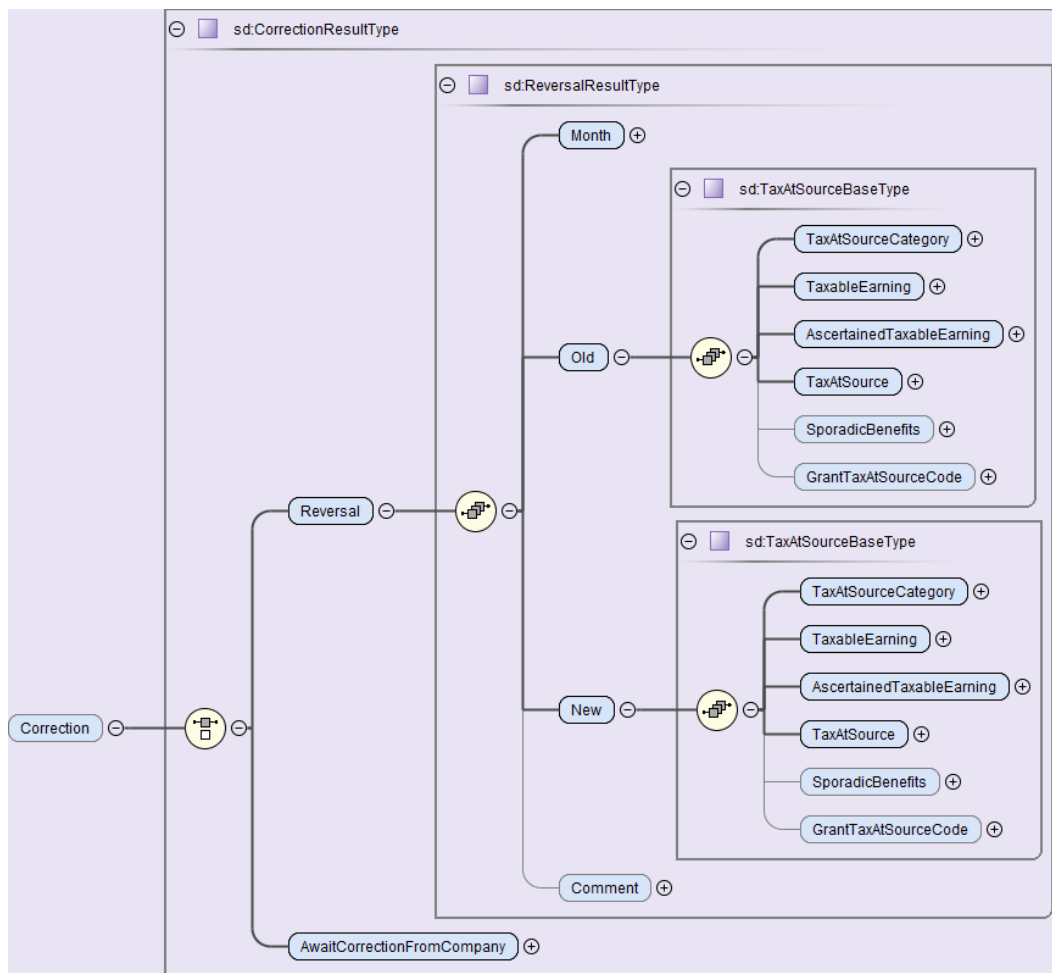 sd:CorrectionResultType
sd:ReversalResultType
Month
sd:TaxAtSourceBaseType
TaxAtSourceCategory
TaxableEarning
AscertainedTaxableEarning
Old
TaxAtSource
SporadicBenefits
GrantTaxAtSourceCode
Reversal
sd:TaxAtSourceBaseType
TaxAtSourceCategory
TaxableEarning
AscertainedTaxableEarning
New
TaxAtSource
Correction
SporadicBenefits
GrantTaxAtSourceCode
Comment
AwaitCorrectionFromCompany